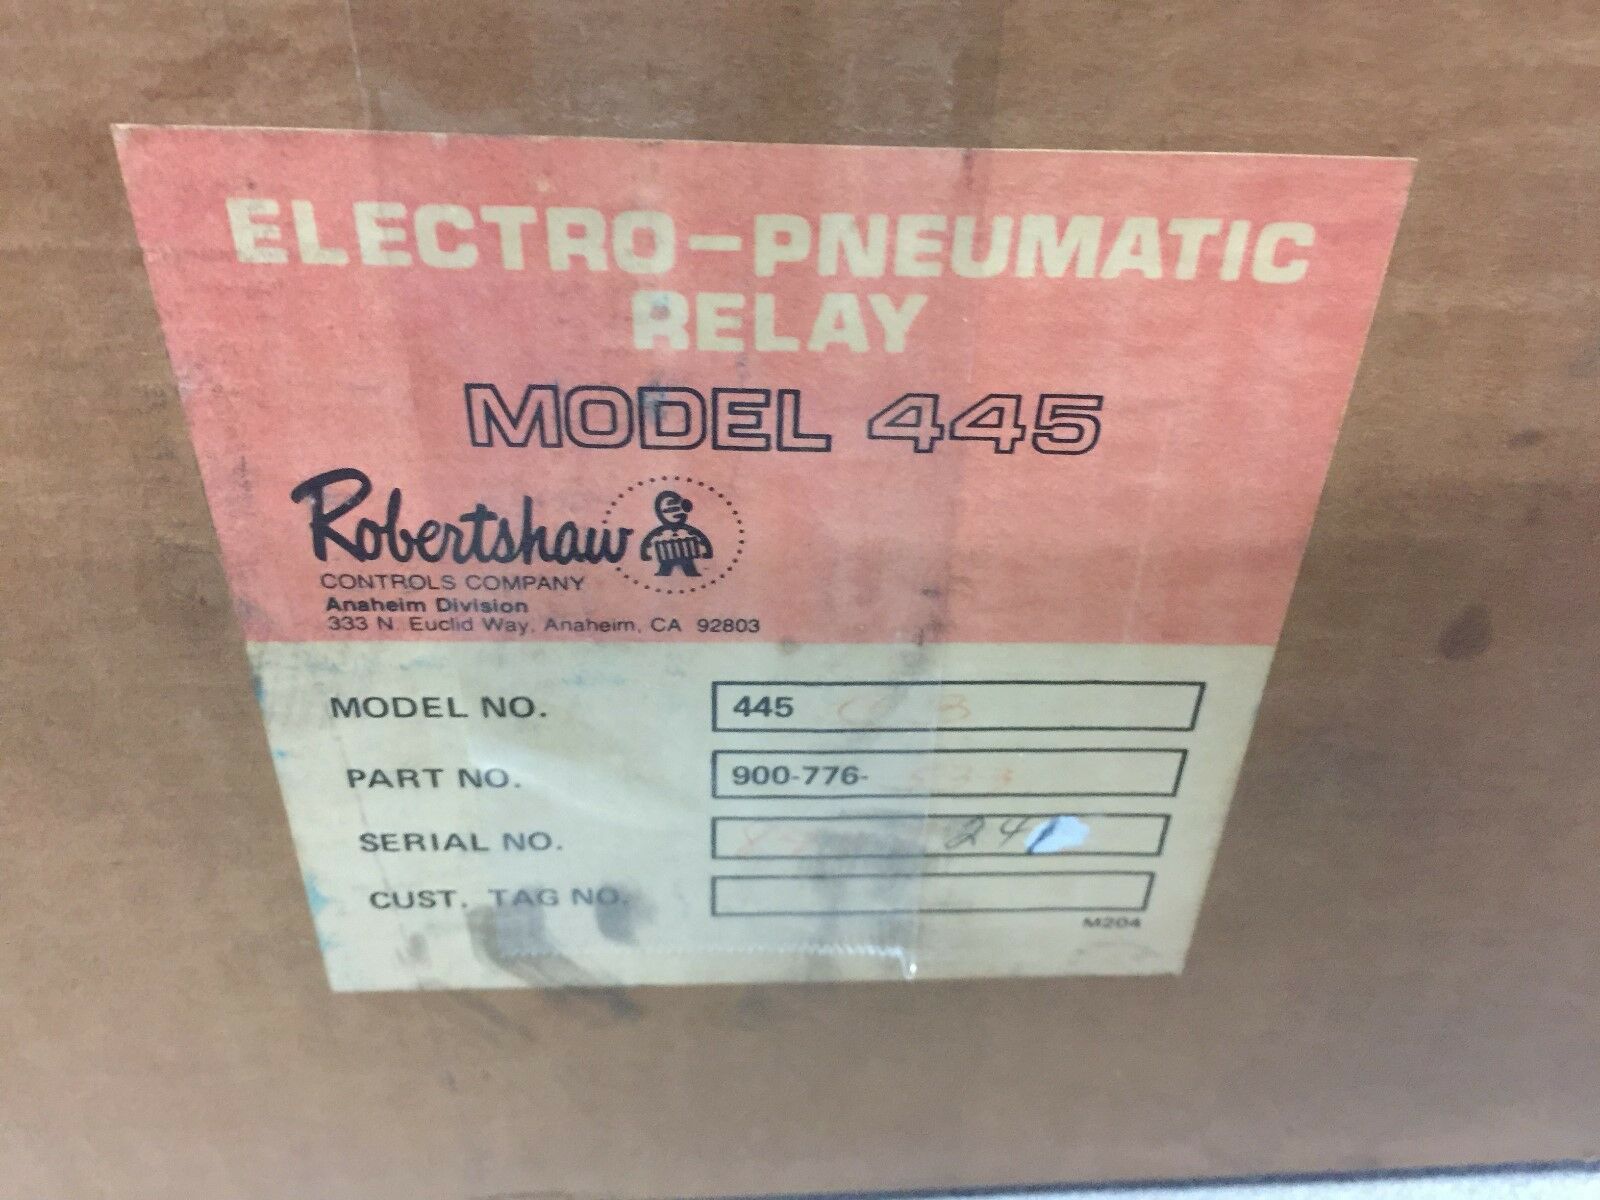 ELECTRO-PNEUMATIC
RELAY
MODEL 445
Robertshaw
CONTROLS COMPANY
Anaheim Division
333 N. Euclid Way, Anaheim, CA 92803
MODEL NO. 445
PART NO. 900-776-
SERIAL NO. 24
CUST. TAG NO.
M204